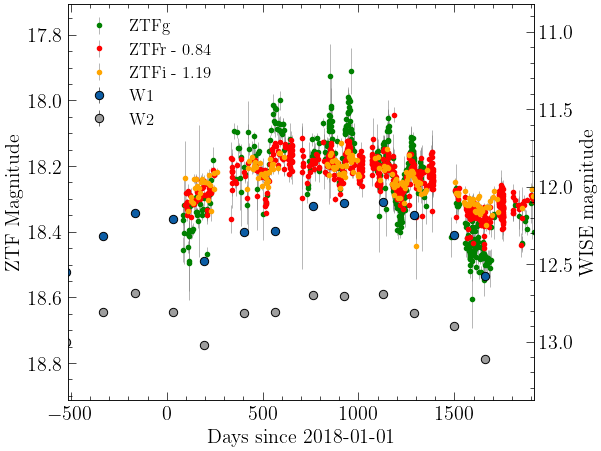 ZTFg
ZTFr - 0.84
ZTFi - 1.19
W1
W2
17.8
18.0
18.2
18.4
18.6
18.8
ZTF Magnitude
11.0
11.5
12.0
12.5
13.0
WISE magnitude
−500
0
500
1000
1500
Days since 2018-01-01